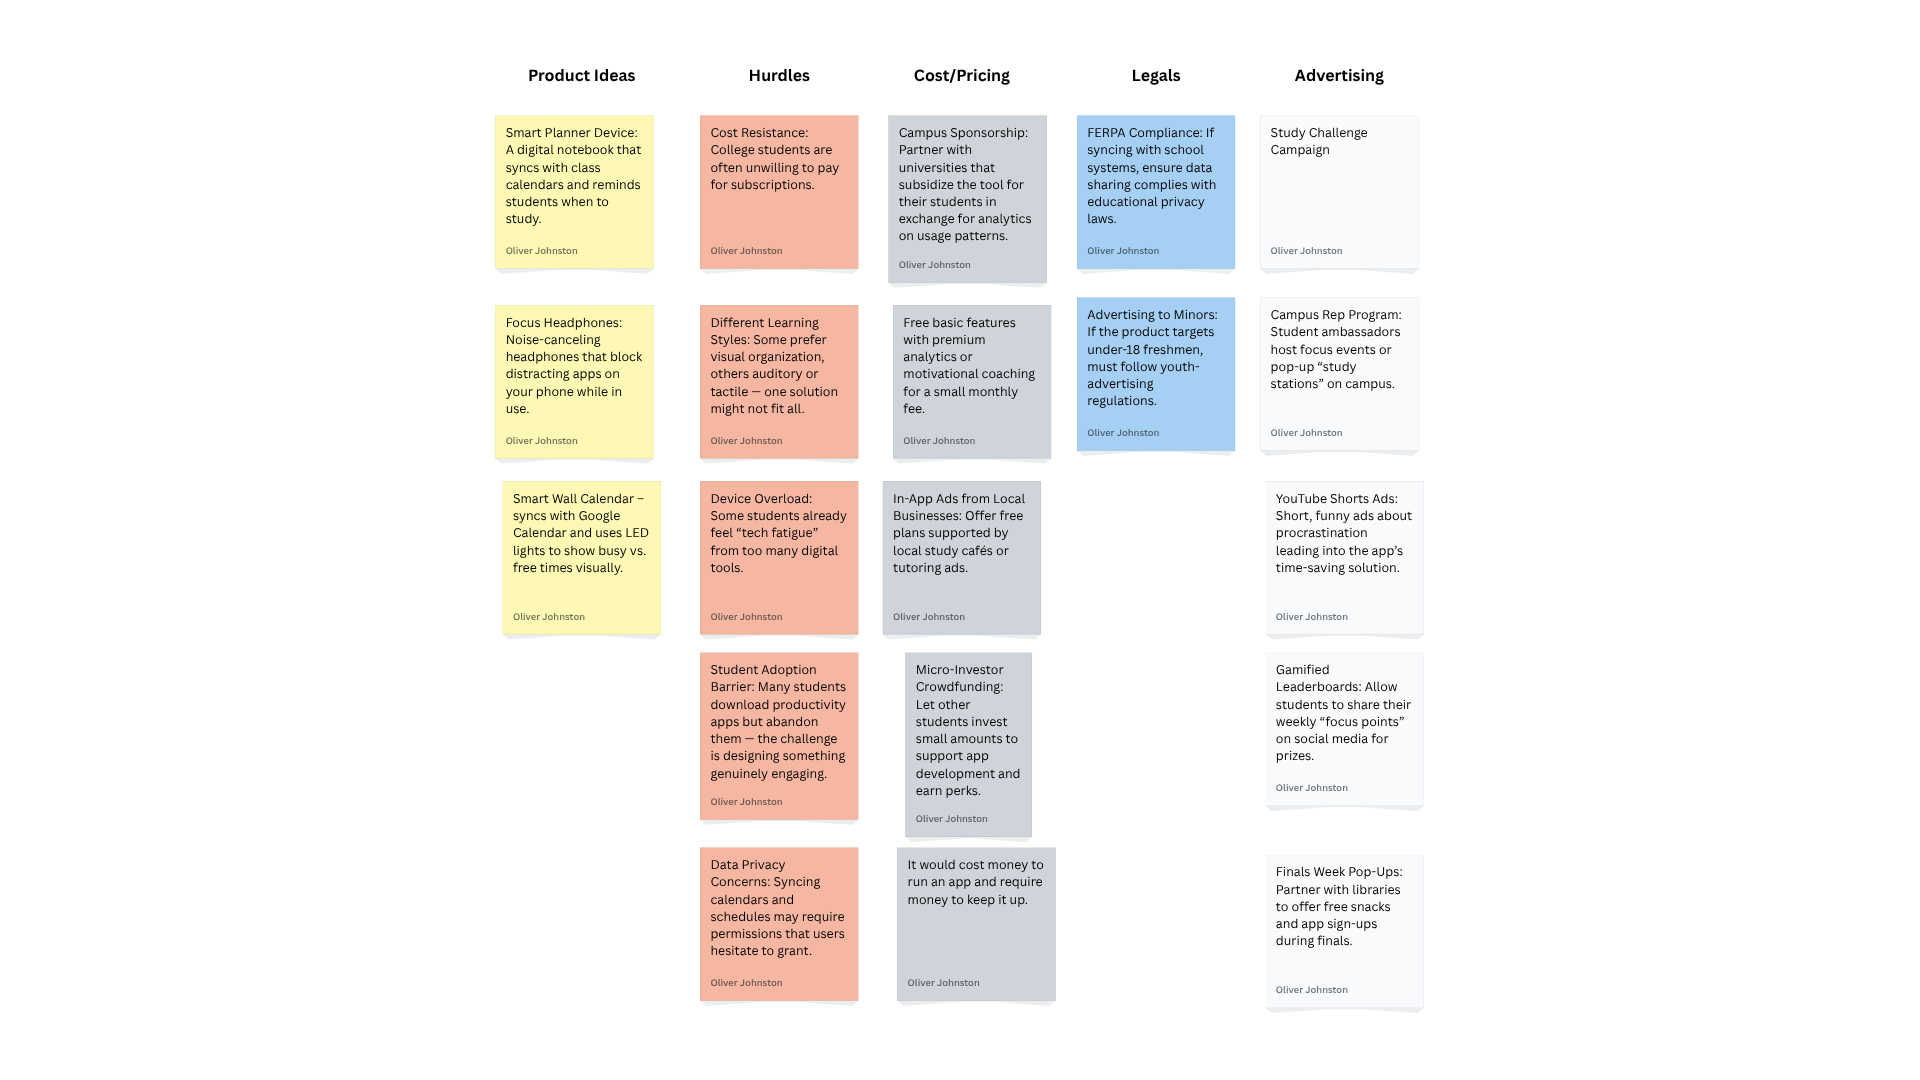 Product Ideas
Smart Planner Device:
A digital notebook that
syncs with class
calendars and reminds
students when to
study.
Oliver Johnston
Focus Headphones:
Noise-canceling
headphones that block
distracting apps on
your phone while in
use.
Oliver Johnston
Smart Wall Calendar –
syncs with Google
Calendar and uses LED
lights to show busy vs.
free times visually.
Oliver Johnston
Hurdles
Cost Resistance:
College students are
often unwilling to pay
for subscriptions.
Oliver Johnston
Different Learning
Styles: Some prefer
visual organization,
others auditory or
tactile — one solution
might not fit all.
Oliver Johnston
Device Overload:
Some students already
feel “tech fatigue”
from too many digital
tools.
Oliver Johnston
Student Adoption
Barrier: Many students
download productivity
apps but abandon
them — the challenge
is designing something
genuinely engaging.
Oliver Johnston
Data Privacy
Concerns: Syncing
calendars and
schedules may require
permissions that users
hesitate to grant.
Oliver Johnston
Cost/Pricing
Campus Sponsorship:
Partner with
universities that
subsidize the tool for
their students in
exchange for analytics
on usage patterns.
Oliver Johnston
Free basic features
with premium
analytics or
motivational coaching
for a small monthly
fee.
Oliver Johnston
In-App Ads from Local
Businesses: Offer free
plans supported by
local study cafés or
tutoring ads.
Oliver Johnston
Micro-Investor
Crowdfunding:
Let other
students invest
small amounts to
support app
development and
earn perks.
Oliver Johnston
It would cost money to
run an app and require
money to keep it up.
Oliver Johnston
Legals
FERPA Compliance: If
syncing with school
systems, ensure data
sharing complies with
educational privacy
laws.
Oliver Johnston
Advertising to Minors:
If the product targets
under-18 freshmen,
must follow youth-
advertising
regulations.
Oliver Johnston
Advertising
Study Challenge
Campaign
Oliver Johnston
Campus Rep Program:
Student ambassadors
host focus events or
pop-up “study
stations” on campus.
Oliver Johnston
YouTube Shorts Ads:
Short, funny ads about
procrastination
leading into the app’s
time-saving solution.
Oliver Johnston
Gamified
Leaderboards: Allow
students to share their
weekly “focus points”
on social media for
prizes.
Oliver Johnston
Finals Week Pop-Ups:
Partner with libraries
to offer free snacks
and app sign-ups
during finals.
Oliver Johnston